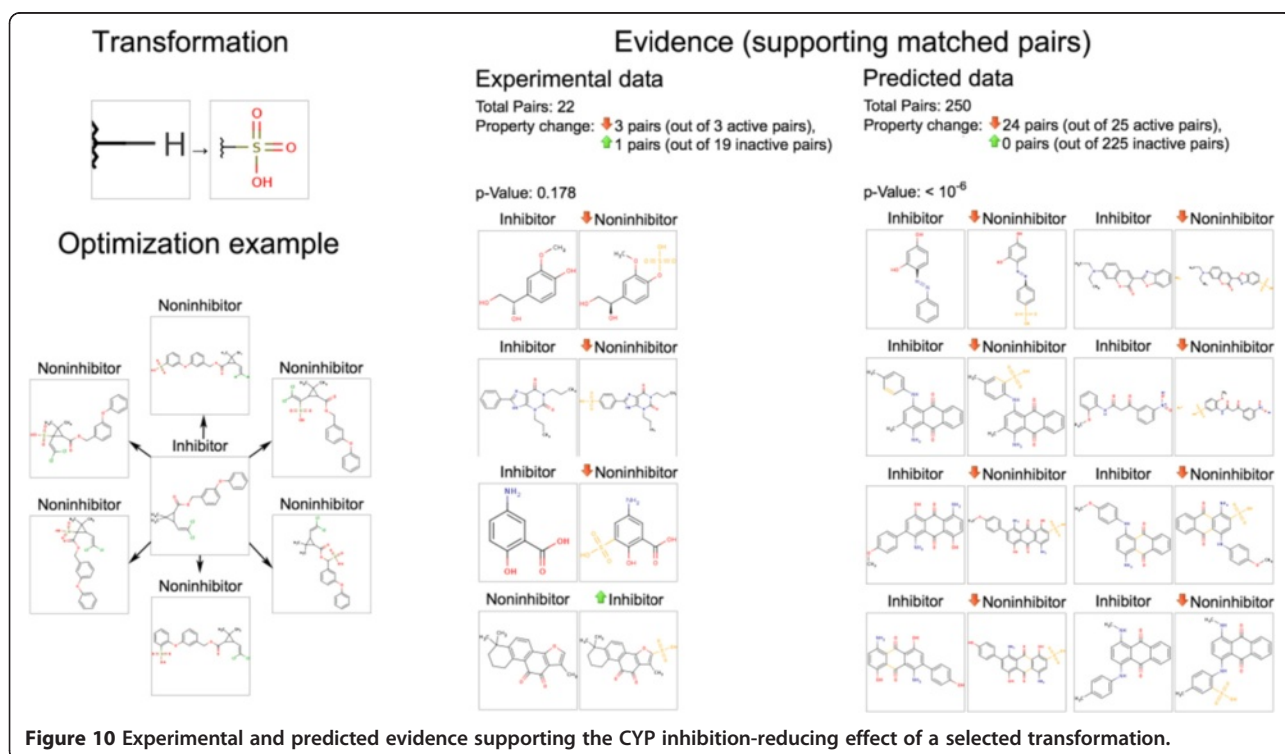 Transformation
H
→
O
S=O
OH
Optimization example
Noninhibitor
Noninhibitor
Noninhibitor
Inhibitor
Noninhibitor
Noninhibitor
Noninhibitor
Evidence (supporting matched pairs)
Experimental data
Total Pairs: 22
Property change: 3 pairs (out of 3 active pairs),
1 pairs (out of 19 inactive pairs)
p-Value: 0.178
Inhibitor Noninhibitor
Inhibitor Noninhibitor
Inhibitor Noninhibitor
NH₂
OH
OH
O
Noninhibitor Inhibitor
Predicted data
Total Pairs: 250
Property change: 24 pairs (out of 25 active pairs),
0 pairs (out of 225 inactive pairs)
p-Value: < 10⁻⁶
Inhibitor Noninhibitor Inhibitor Noninhibitor
Inhibitor Noninhibitor Inhibitor Noninhibitor
Inhibitor Noninhibitor Inhibitor Noninhibitor
Inhibitor Noninhibitor Inhibitor Noninhibitor
Figure 10 Experimental and predicted evidence supporting the CYP inhibition-reducing effect of a selected transformation.